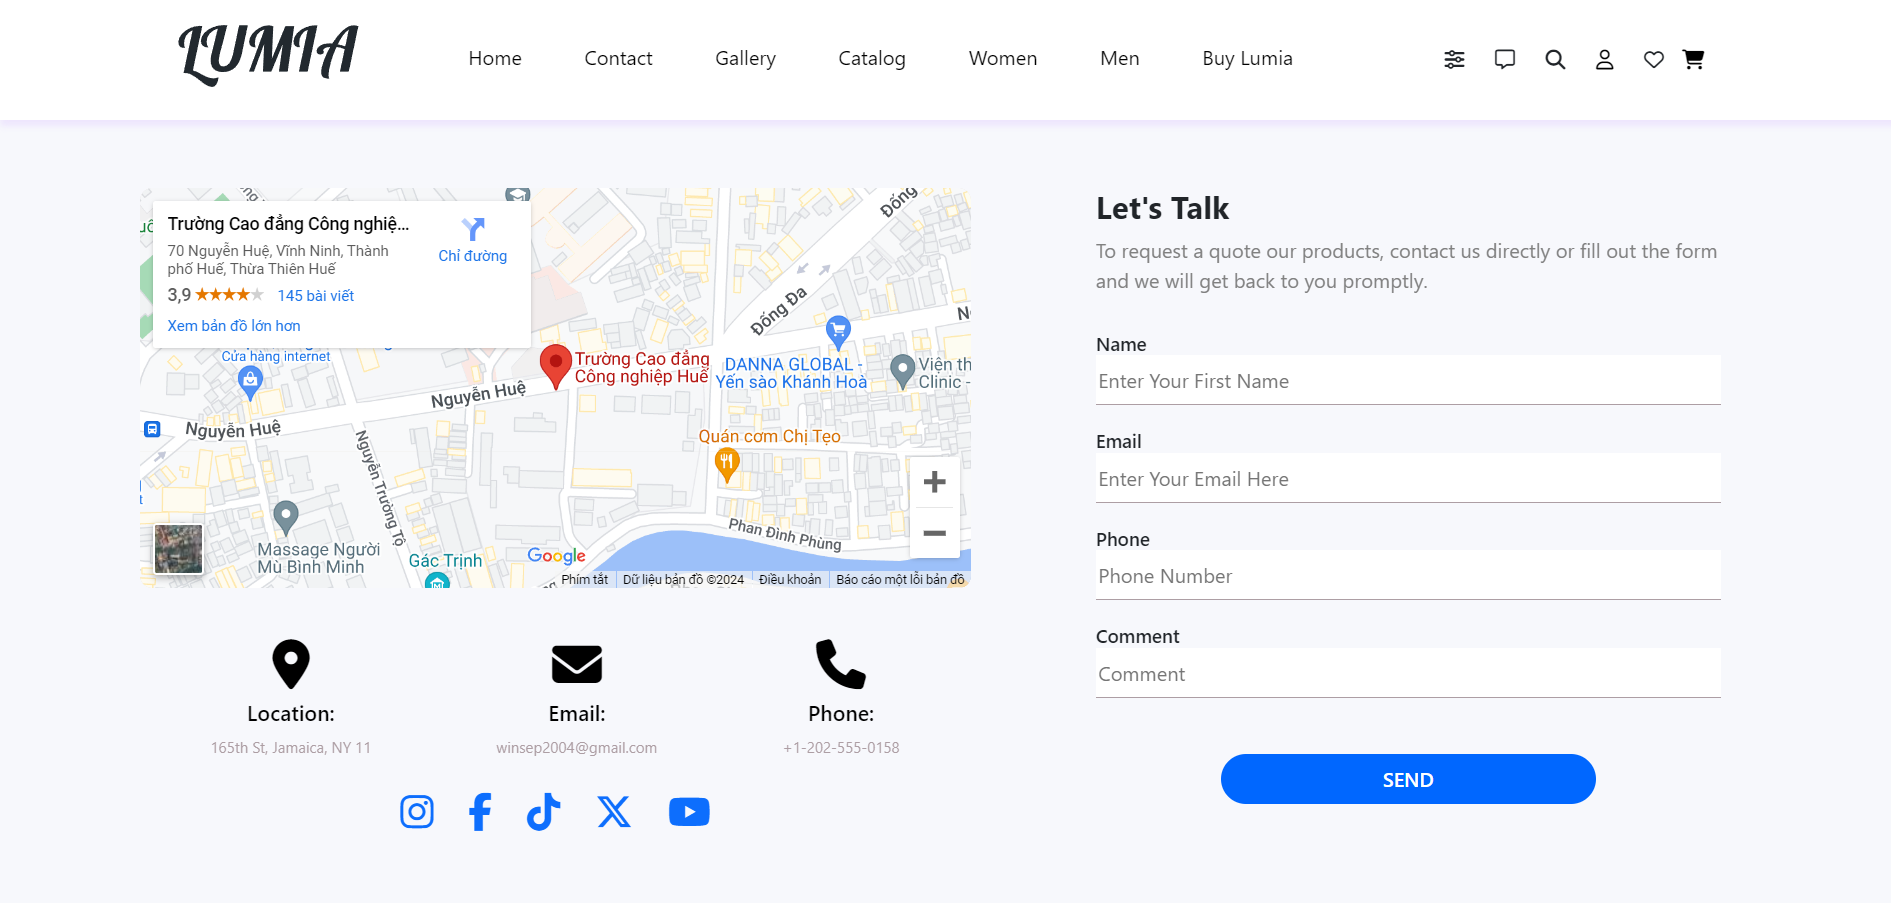 LUMIA
Home
Contact
Gallery
Catalog
Women
Men
Buy Lumia
Trường Cao đẳng Công nghiệ...
70 Nguyễn Huệ, Vĩnh Ninh, Thành
phố Huế, Thừa Thiên Huế
3,9
145 bài viết
Xem bản đồ lớn hơn
Chỉ đường
Cửa hàng internet
Đống
Đống Đa
Trường Cao đẳng
Công nghiệp Huế
DANNA GLOBAL -
Yến sào Khánh Hoà
Viện th
Clinic -
Nguyễn Huệ
Nguyễn Huệ
Nguyễn Trường Tộ
Quán cơm Chị Tẹo
Phan Đình Phùng
Massage Người
Mù Bình Minh
Gác Trịnh
Google
Phím tắt
Dữ liệu bản đồ ©2024
Điều khoản
Báo cáo một lỗi bản đồ
Location:
165th St, Jamaica, NY 11
Email:
winsep2004@gmail.com
Phone:
+1-202-555-0158
Let's Talk
To request a quote our products, contact us directly or fill out the form
and we will get back to you promptly.
Name
Enter Your First Name
Email
Enter Your Email Here
Phone
Phone Number
Comment
Comment
SEND